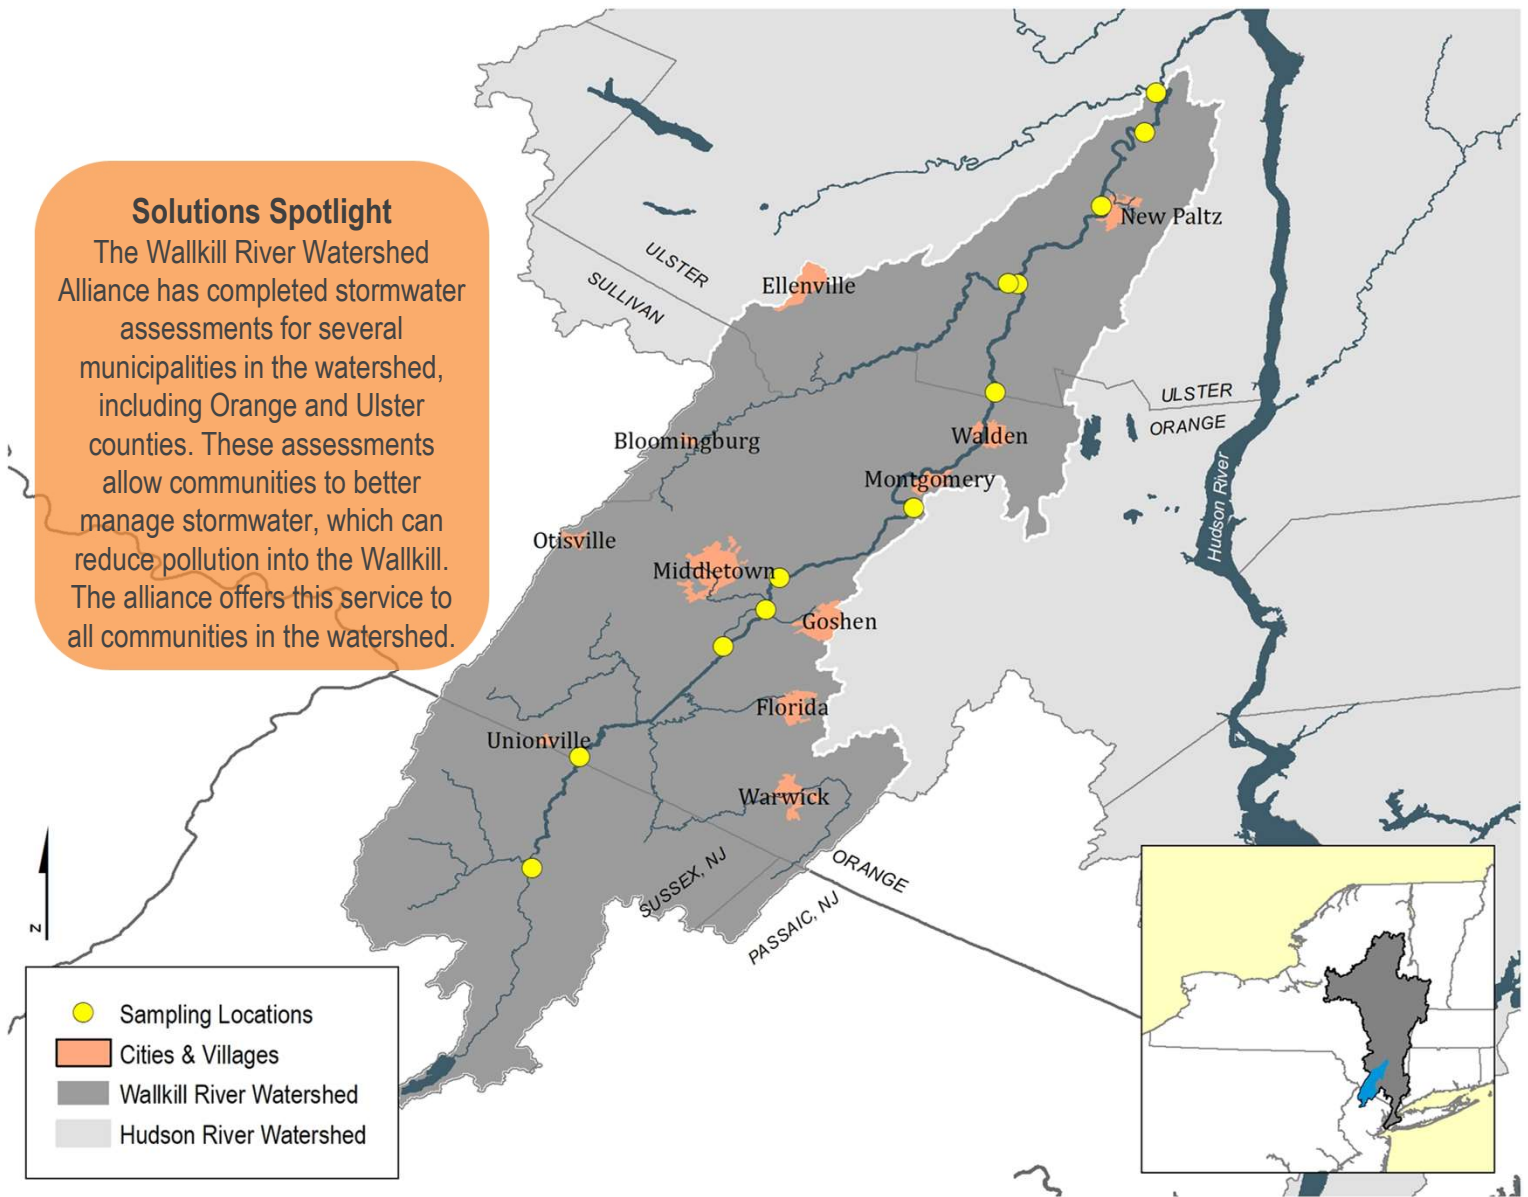 Solutions Spotlight
The Wallkill River Watershed
Alliance has completed stormwater
assessments for several
municipalities in the watershed,
including Orange and Ulster
counties. These assessments
allow communities to better
manage stormwater, which can
reduce pollution into the Wallkill.
The alliance offers this service to
all communities in the watershed.
New Paltz
ULSTER
SULLIVAN
Ellenville
ULSTER
ORANGE
Walden
Bloomingburg
Montgomery
Hudson River
Otisville
Middletown
Goshen
Florida
Unionville
Warwick
SUSSEX, NJ
ORANGE
PASSAIC, NJ
N
Sampling Locations
Cities & Villages
Wallkill River Watershed
Hudson River Watershed